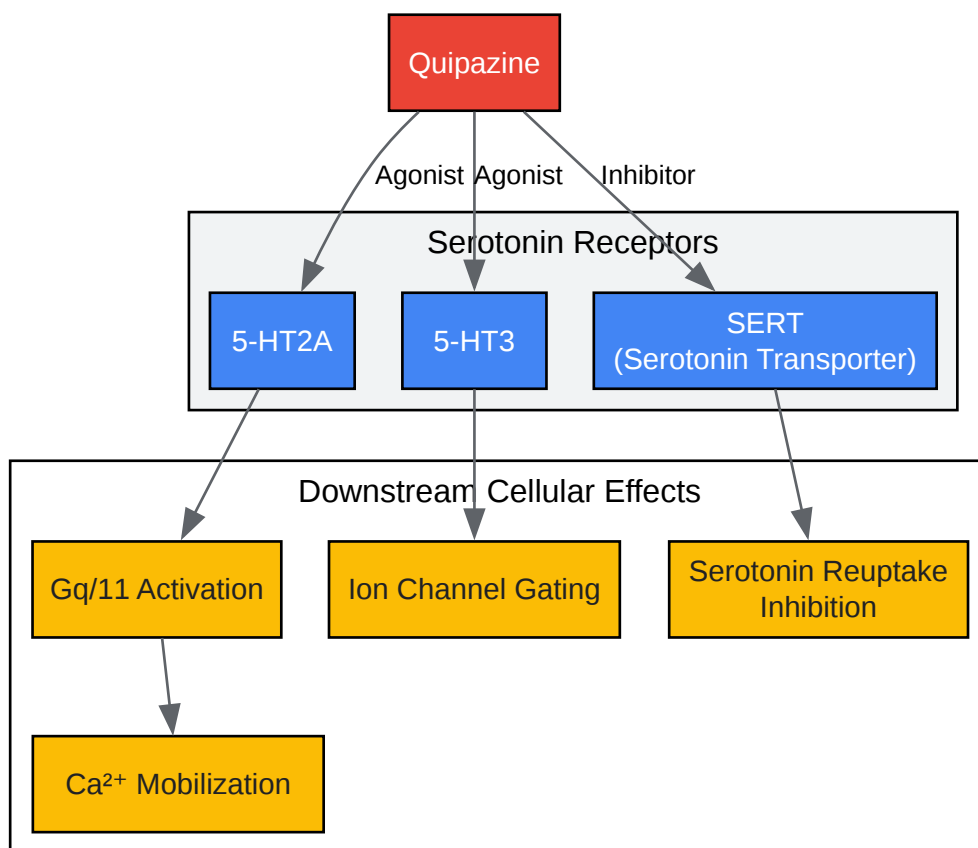 Quipazine
Agonist
Agonist
Inhibitor
Serotonin Receptors
5-HT2A
5-HT3
SERT
(Serotonin Transporter)
Downstream Cellular Effects
Gq/11 Activation
Ion Channel Gating
Serotonin Reuptake
Inhibition
Ca²⁺ Mobilization